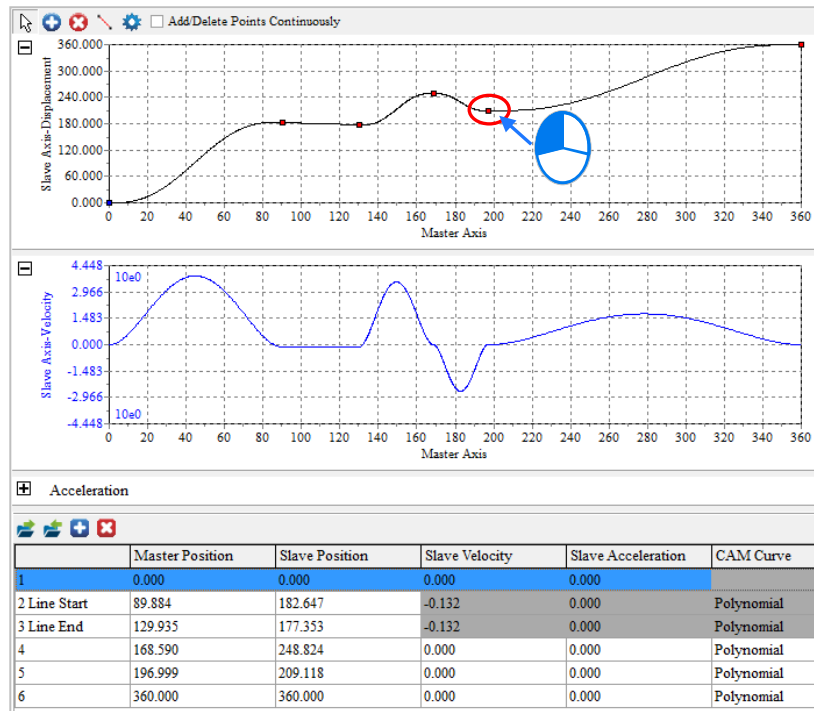 Add/Delete Points Continuously
Slave Axis-Displacement
360.000
300.000
240.000
180.000
120.000
60.000
0.000
0 20 40 60 80 100 120 140 160 180 200 220 240 260 280 300 320 340 360
Master Axis
Slave Axis-Velocity
4.448
10e0
2.966
1.483
0.000
-1.483
-2.966
-4.448
10e0
0 20 40 60 80 100 120 140 160 180 200 220 240 260 280 300 320 340 360
Master Axis
Acceleration
Master Position Slave Position Slave Velocity Slave Acceleration CAM Curve
1 0.000 0.000 0.000 0.000
2 Line Start 89.884 182.647 -0.132 0.000 Polynomial
3 Line End 129.935 177.353 -0.132 0.000 Polynomial
4 168.590 248.824 0.000 0.000 Polynomial
5 196.999 209.118 0.000 0.000 Polynomial
6 360.000 360.000 0.000 0.000 Polynomial